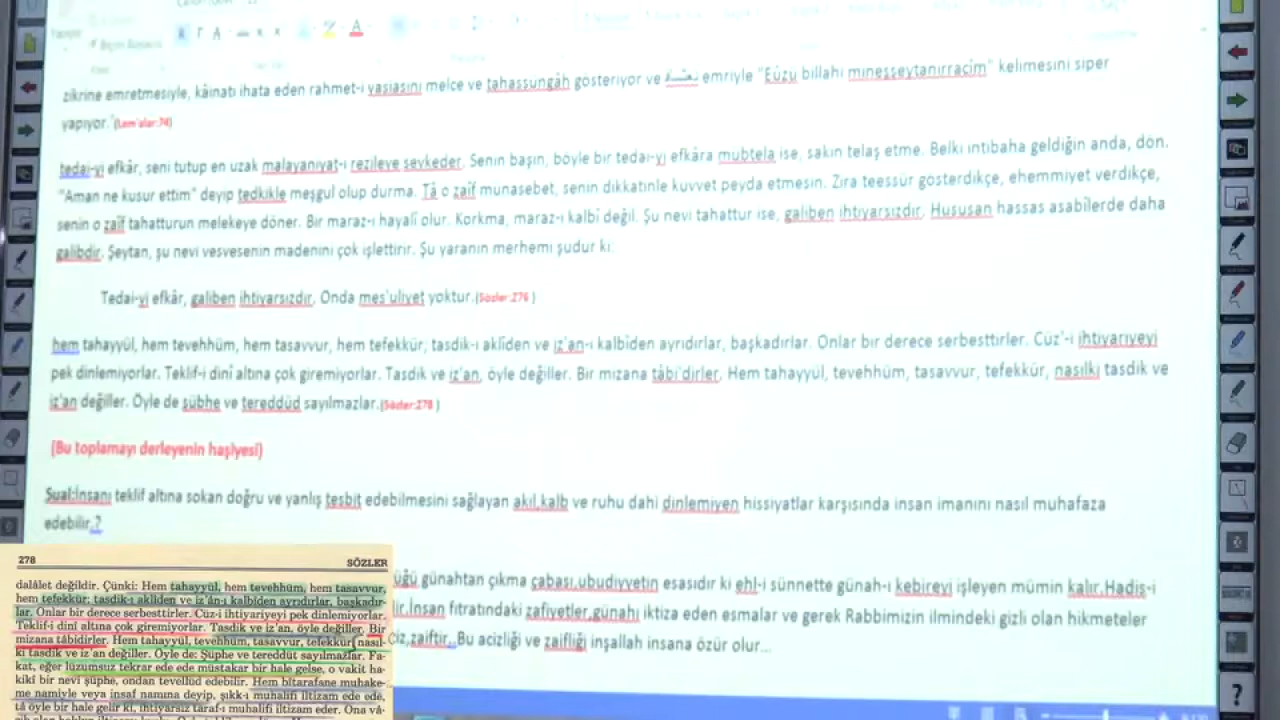 zikrine emretmesiyle, kâinatı ihata eden rahmet-i vasiasını melce ve tahassungâh gösteriyor ve emriyle "Eûzu billahi mineşşeytanirracîm" kelimesini siper
yapıyor. (Lem'alar:74)
tedai-yi efkâr, seni tutup en uzak malayaniyat-ı rezileye sevkeder. Senin başın, böyle bir tedai-yi efkâra mübtela ise, sakın telaş etme. Belki intibaha geldiğin anda, dön.
"Aman ne kusur ettim" deyip tedkikle meşgul olup durma. Tâ o zaîf münasebet, senin dikkatinle kuvvet peyda etmesin. Zira teessür gösterdikçe, ehemmiyet verdikçe,
senin o zaîf tahatturun melekeye döner. Bir maraz-ı hayalî olur. Korkma, maraz-ı kalbî değil. Şu nevi tahattur ise, galiben ihtiyarsızdır. Hususan hassas asabîlerde daha
galibdir. Şeytan, şu nevi vesvesenin madenini çok işlettirir. Şu yaranın merhemi şudur ki:
Tedai-yi efkâr, galiben ihtiyarsızdır. Onda mes'uliyet yoktur.(Sözler:276 )
hem tahayyül, hem tevehhüm, hem tasavvur, hem tefekkür, tasdik-ı aklîden ve iz'an-ı kalbîden ayrıdırlar, başkadırlar. Onlar bir derece serbesttirler. Cüz'-i ihtiyariyeyi
pek dinlemiyorlar. Teklif-i dinî altına çok giremiyorlar. Tasdik ve iz'an, öyle değiller. Bir mizana tâbi'dirler. Hem tahayyül, tevehhüm, tasavvur, tefekkür, nasılki tasdik ve
iz'an değiller. Öyle de şübhe ve tereddüd sayılmazlar.(Sözler:278 )
(Bu toplamayı derleyenin haşiyesi)
Sual:İnsanı teklif altına sokan doğru ve yanlış tesbit edebilmesini sağlayan akıl,kalb ve ruhu dahi dinlemiyen hissiyatlar karşısında insan imanını nasıl muhafaza
edebilir.?
günahtan çıkma çabası,ubudiyyetin esasıdır ki ehl-i sünnette günah-ı kebireyi işleyen mümin kalır.Hadis-i
İnsan fıtratındaki zafiyetler,günahı iktiza eden esmalar ve gerek Rabbimizin ilmindeki gizli olan hikmeteler
zaiftir,,,Bu acizliği ve zaifliği inşallah insana özür olur...
278 SÖZLER
dalâlet değildir. Çünki: Hem tahayyül, hem tevehhüm, hem tasavvur,
hem tefekkür; tasdik-ı aklîden ve iz'ân-ı kalbîden ayrıdırlar, başkadır-
lar. Onlar bir derece serbesttirler. Cüz-i ihtiyariyeyi pek dinlemiyorlar.
Teklif-i dinî altına çok giremiyorlar. Tasdik ve iz'an, öyle değiller. Bir
mizana tâbidirler. Hem tahayyül, tevehhüm, tasavvur, tefekkür; nasıl-
ki tasdik ve iz'an değiller. Öyle de: Şüphe ve tereddüt sayılmazlar. Fa-
kat, eğer lüzumsuz tekrar ede ede müstakar bir hale gelse, o vakit ha-
kikî bir nevi şüphe, ondan tevellüd edebilir. Hem bîtarafane muhake-
me namiyle veya insaf namına deyip, şıkk-ı muhalifi iltizam ede ede,
tâ öyle bir hale gelir ki, ihtiyarsız taraf-ı muhalifi iltizam eder. Ona vâ-
?